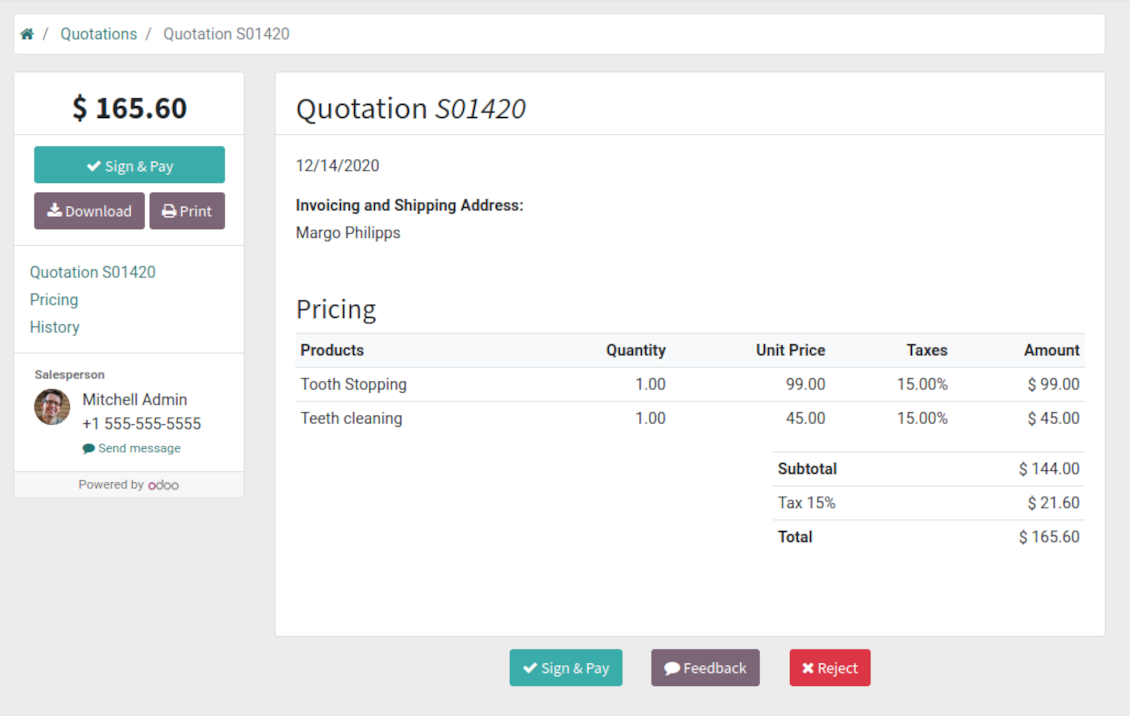 / Quotations / Quotation S01420
$ 165.60
Sign & Pay
Download Print
Quotation S01420
Pricing
History
Salesperson
Mitchell Admin
+1 555-555-5555
Send message
Powered by odoo
Quotation S01420
12/14/2020
Invoicing and Shipping Address:
Margo Philipps
Pricing
Products Quantity Unit Price Taxes Amount
Tooth Stopping 1.00 99.00 15.00% $ 99.00
Teeth cleaning 1.00 45.00 15.00% $ 45.00
Subtotal $ 144.00
Tax 15% $ 21.60
Total $ 165.60
Sign & Pay Feedback Reject